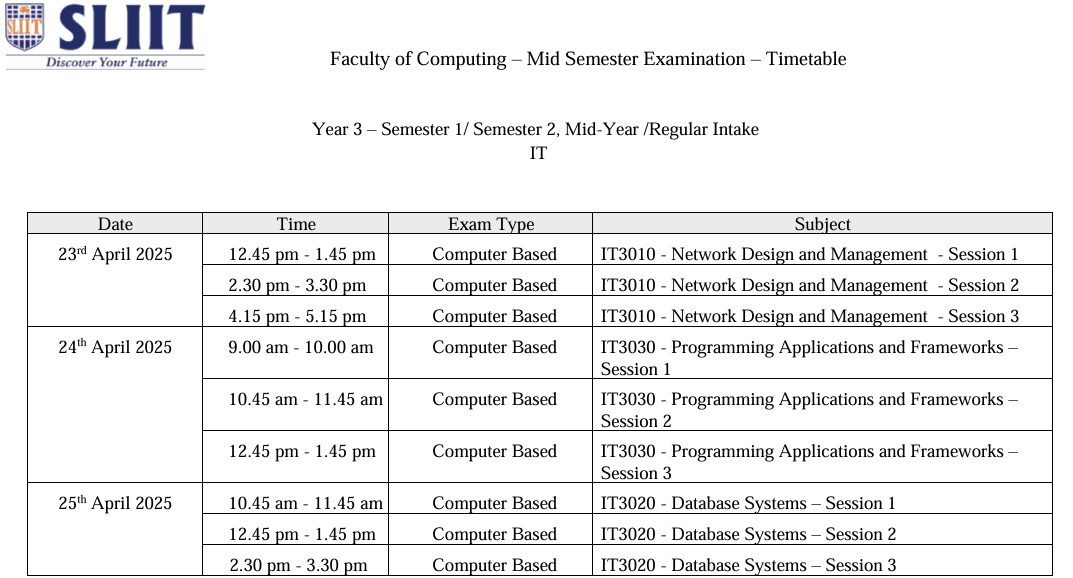 SLIIT
SLIIT
Discover Your Future
Faculty of Computing – Mid Semester Examination – Timetable
Year 3 – Semester 1/ Semester 2, Mid-Year /Regular Intake
IT
Date Time Exam Type Subject
23rd April 2025 12.45 pm - 1.45 pm Computer Based IT3010 - Network Design and Management - Session 1
2.30 pm - 3.30 pm Computer Based IT3010 - Network Design and Management - Session 2
4.15 pm - 5.15 pm Computer Based IT3010 - Network Design and Management - Session 3
24th April 2025 9.00 am - 10.00 am Computer Based IT3030 - Programming Applications and Frameworks –
Session 1
10.45 am - 11.45 am Computer Based IT3030 - Programming Applications and Frameworks –
Session 2
12.45 pm - 1.45 pm Computer Based IT3030 - Programming Applications and Frameworks –
Session 3
25th April 2025 10.45 am - 11.45 am Computer Based IT3020 - Database Systems – Session 1
12.45 pm - 1.45 pm Computer Based IT3020 - Database Systems – Session 2
2.30 pm - 3.30 pm Computer Based IT3020 - Database Systems – Session 3